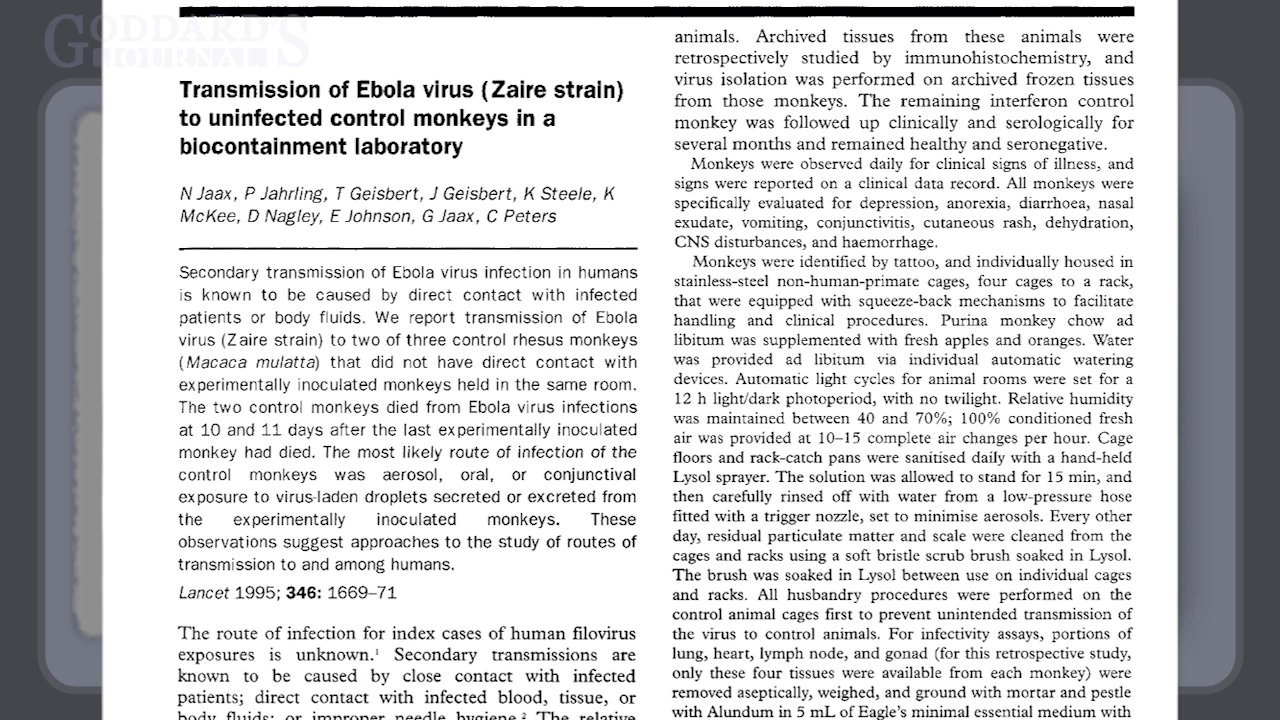 GODDARD'S
JOURNAL
Transmission of Ebola virus (Zaire strain)
to uninfected control monkeys in a
biocontainment laboratory
N Jaax, P Jahrling, T Geisbert, J Geisbert, K Steele, K
McKee, D Nagley, E Johnson, G Jaax, C Peters
Secondary transmission of Ebola virus infection in humans
is known to be caused by direct contact with infected
patients or body fluids. We report transmission of Ebola
virus (Zaire strain) to two of three control rhesus monkeys
(Macaca mulatta) that did not have direct contact with
experimentally inoculated monkeys held in the same room.
The two control monkeys died from Ebola virus infections
at 10 and 11 days after the last experimentally inoculated
monkey had died. The most likely route of infection of the
control monkeys was aerosol, oral, or conjunctival
exposure to virus-laden droplets secreted or excreted from
the experimentally inoculated monkeys. These
observations suggest approaches to the study of routes of
transmission to and among humans.
Lancet 1995; 346: 1669–71
The route of infection for index cases of human filovirus
exposures is unknown.¹ Secondary transmissions are
known to be caused by close contact with infected
patients; direct contact with infected blood, tissue, or
body fluids; or improper needle hygiene.² The relative
animals. Archived tissues from these animals were
retrospectively studied by immunohistochemistry, and
virus isolation was performed on archived frozen tissues
from those monkeys. The remaining interferon control
monkey was followed up clinically and serologically for
several months and remained healthy and seronegative.
Monkeys were observed daily for clinical signs of illness, and
signs were reported on a clinical data record. All monkeys were
specifically evaluated for depression, anorexia, diarrhoea, nasal
exudate, vomiting, conjunctivitis, cutaneous rash, dehydration,
CNS disturbances, and haemorrhage.
Monkeys were identified by tattoo, and individually housed in
stainless-steel non-human-primate cages, four cages to a rack,
that were equipped with squeeze-back mechanisms to facilitate
handling and clinical procedures. Purina monkey chow ad
libitum was supplemented with fresh apples and oranges. Water
was provided ad libitum via individual automatic watering
devices. Automatic light cycles for animal rooms were set for a
12 h light/dark photoperiod, with no twilight. Relative humidity
was maintained between 40 and 70%; 100% conditioned fresh
air was provided at 10–15 complete air changes per hour. Cage
floors and rack-catch pans were sanitised daily with a hand-held
Lysol sprayer. The solution was allowed to stand for 15 min, and
then carefully rinsed off with water from a low-pressure hose
fitted with a trigger nozzle, set to minimise aerosols. Every other
day, residual particulate matter and scale were cleaned from the
cages and racks using a soft bristle scrub brush soaked in Lysol.
The brush was soaked in Lysol between use on individual cages
and racks. All husbandry procedures were performed on the
control animal cages first to prevent unintended transmission of
the virus to control animals. For infectivity assays, portions of
lung, heart, lymph node, and gonad (for this retrospective study,
only these four tissues were available from each monkey) were
removed aseptically, weighed, and ground with mortar and pestle
with Alundum in 5 mL of Eagle's minimal essential medium with